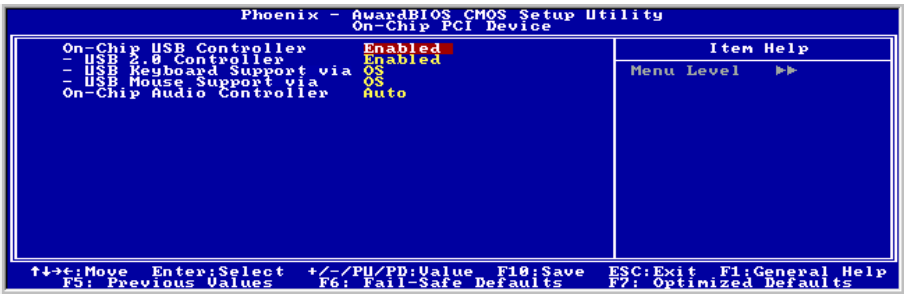 Phoenix - AwardBIOS CMOS Setup Utility
On-Chip PCI Device
On-Chip USB Controller Enabled
- USB 2.0 Controller Enabled
- USB Keyboard Support via OS
- USB Mouse Support via OS
On-Chip Audio Controller Auto
Item Help
Menu Level ▶▶
↑↓→←:Move Enter:Select +/-/PU/PD:Value F10:Save ESC:Exit F1:General Help
F5: Previous Values F6: Fail-Safe Defaults F7: Optimized Defaults